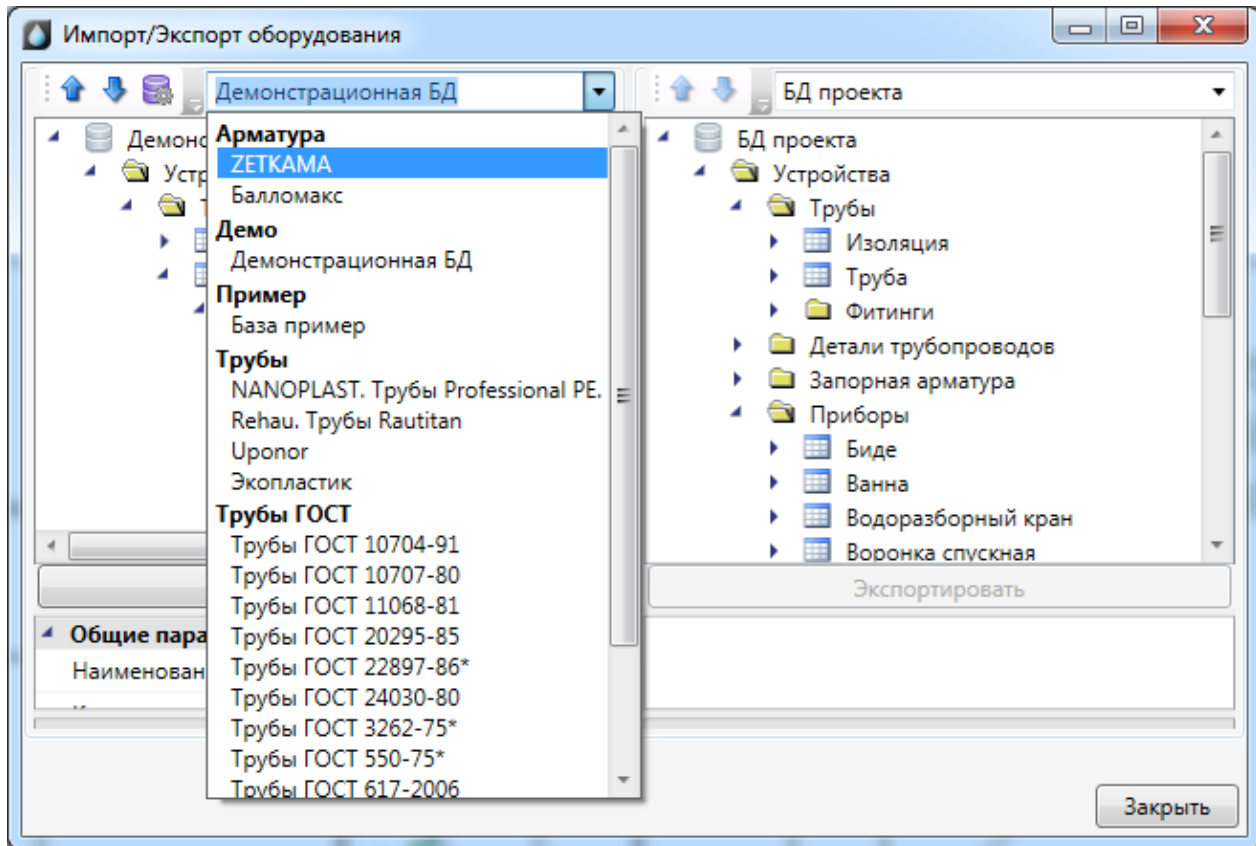 Импорт/Экспорт оборудования
Демонстрационная БД
БД проекта
Арматура
ZETKAMA
Балломакс
Демо
Демонстрационная БД
Пример
База пример
Трубы
NANOPLAST. Трубы Professional PE.
Rehau. Трубы Rautitan
Uponor
Экопластик
Трубы ГОСТ
Трубы ГОСТ 10704-91
Трубы ГОСТ 10707-80
Трубы ГОСТ 11068-81
Трубы ГОСТ 20295-85
Трубы ГОСТ 22897-86*
Трубы ГОСТ 24030-80
Трубы ГОСТ 3262-75*
Трубы ГОСТ 550-75*
Трубы ГОСТ 617-2006
Демонс
Устр
Т
Общие пара
Наименован
БД проекта
Устройства
Трубы
Изоляция
Труба
Фитинги
Детали трубопроводов
Запорная арматура
Приборы
Биде
Ванна
Водоразборный кран
Воронка спускная
Экспортировать
Закрыть